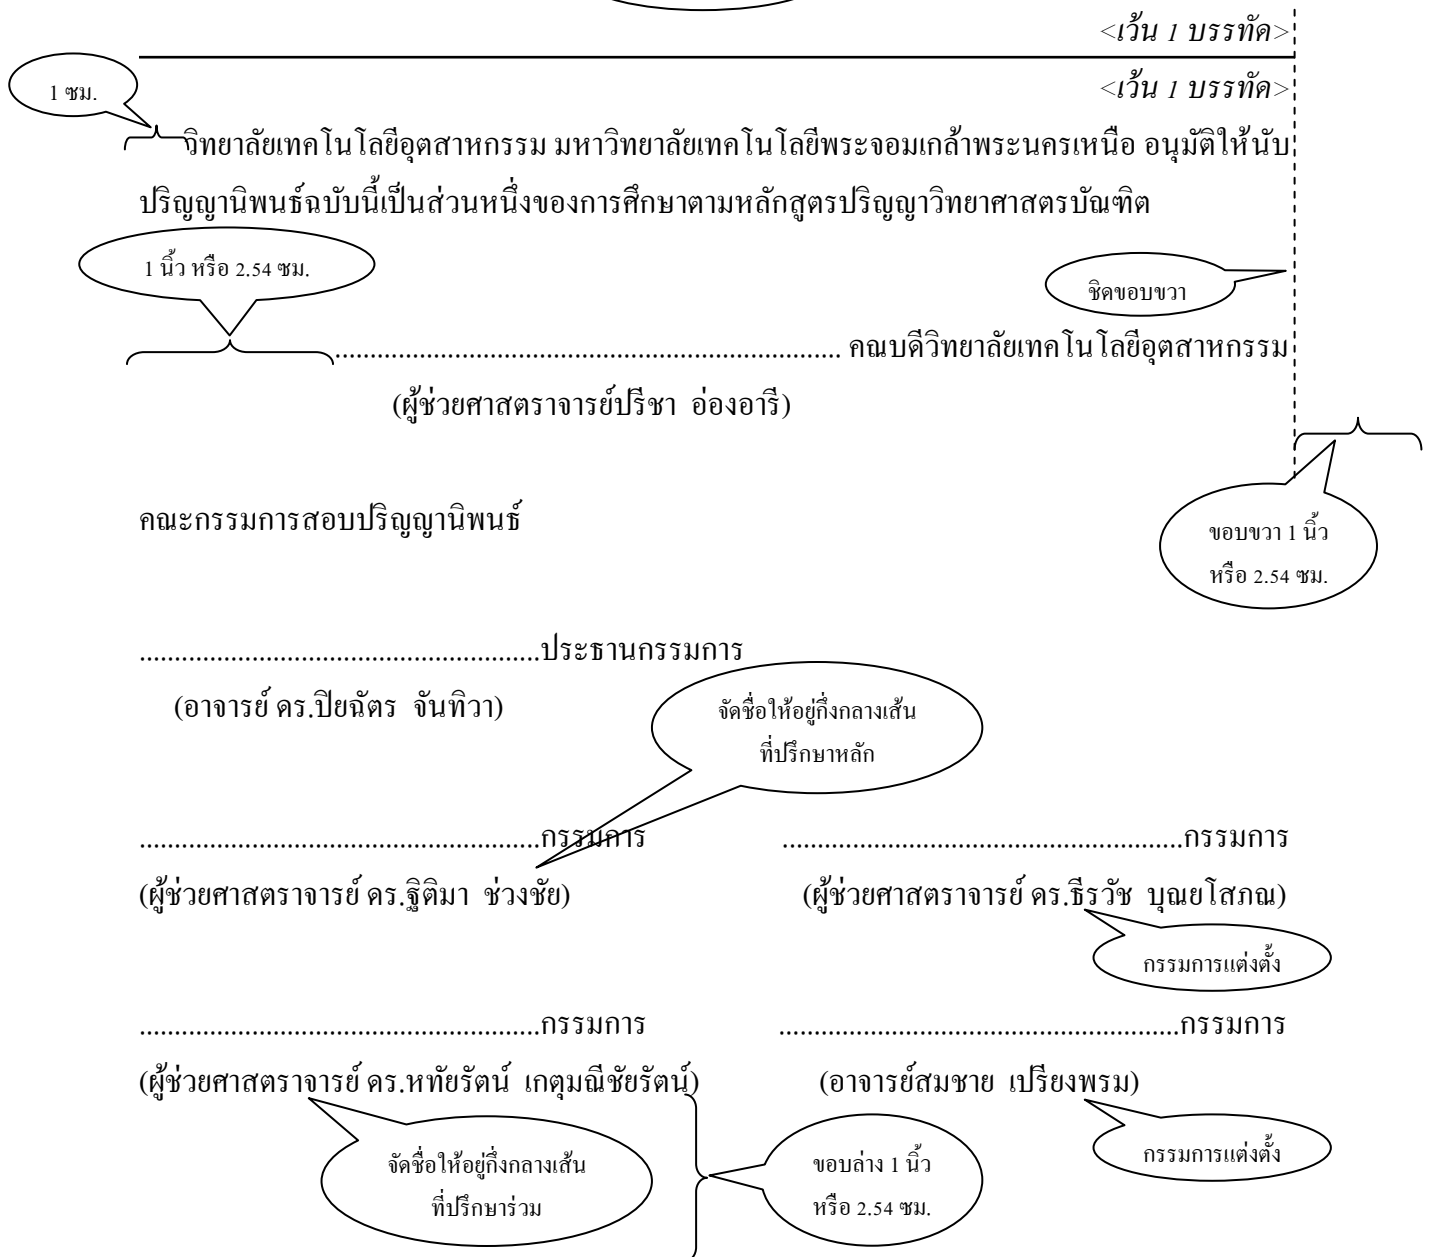 <เว้น 1 บรรทัด>
<เว้น 1 บรรทัด>
1 ซม.
วิทยาลัยเทคโนโลยีอุตสาหกรรม มหาวิทยาลัยเทคโนโลยีพระจอมเกล้าพระนครเหนือ อนุมัติให้นับ
ปริญญานิพนธ์ฉบับนี้เป็นส่วนหนึ่งของการศึกษาตามหลักสูตรปริญญาวิทยาศาสตรบัณฑิต
1 นิ้ว หรือ 2.54 ซม.
ชิดขอบขวา
........................................................................ คณบดีวิทยาลัยเทคโนโลยีอุตสาหกรรม
(ผู้ช่วยศาสตราจารย์ปรีชา อ่องอารี)
คณะกรรมการสอบปริญญานิพนธ์
ขอบขวา 1 นิ้ว
หรือ 2.54 ซม.
.........................................................ประธานกรรมการ
(อาจารย์ ดร.ปิยฉัตร จันทิวา)
จัดชื่อให้อยู่กึ่งกลางเส้น
ที่ปรึกษาหลัก
.........................................................กรรมการ .........................................................กรรมการ
(ผู้ช่วยศาสตราจารย์ ดร.ฐิติมา ช่วงชัย) (ผู้ช่วยศาสตราจารย์ ดร.ธีรวัช บุณยโสภณ)
กรรมการแต่งตั้ง
.........................................................กรรมการ .........................................................กรรมการ
(ผู้ช่วยศาสตราจารย์ ดร.หทัยรัตน์ เกตุมณีชัยรัตน์) (อาจารย์สมชาย เปรียงพรม)
จัดชื่อให้อยู่กึ่งกลางเส้น
ที่ปรึกษาร่วม
ขอบล่าง 1 นิ้ว
หรือ 2.54 ซม.
กรรมการแต่งตั้ง